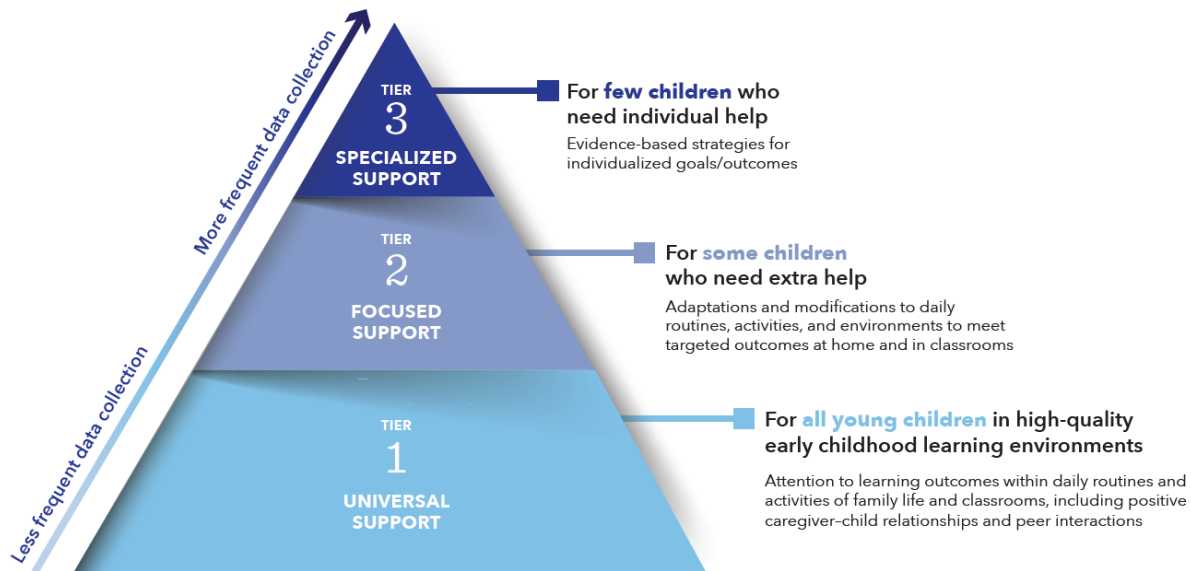 More frequent data collection
Less frequent data collection
TIER
3
SPECIALIZED
SUPPORT
For few children who
need individual help
Evidence-based strategies for
individualized goals/outcomes
TIER
2
FOCUSED
SUPPORT
For some children
who need extra help
Adaptations and modifications to daily
routines, activities, and environments to meet
targeted outcomes at home and in classrooms
TIER
1
UNIVERSAL
SUPPORT
For all young children in high-quality
early childhood learning environments
Attention to learning outcomes within daily routines and
activities of family life and classrooms, including positive
caregiver–child relationships and peer interactions